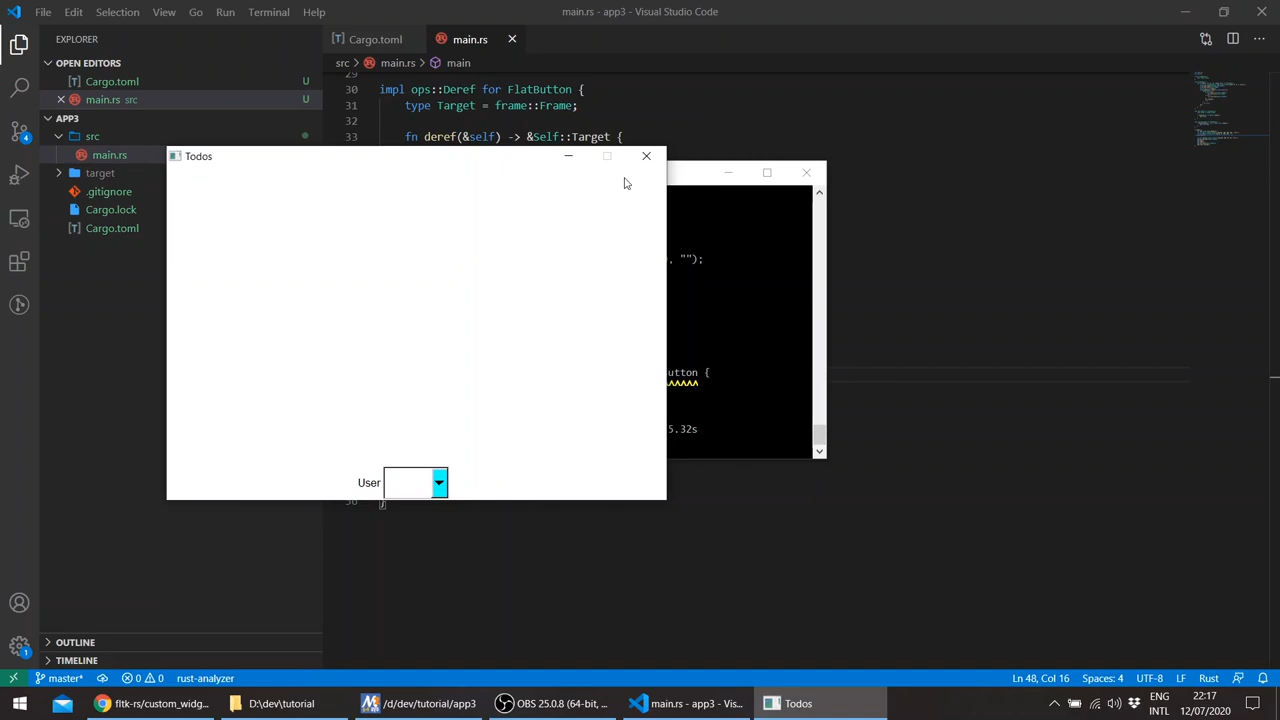 File Edit Selection View Go Run Terminal Help
main.rs - app3 - Visual Studio Code
EXPLORER
OPEN EDITORS
Cargo.toml U
main.rs src U
APP3
src
main.rs
target
.gitignore
Cargo.lock
Cargo.toml
OUTLINE
TIMELINE
4
1
Cargo.toml main.rs
src main.rs main
29
30 impl ops::Deref for FlatButton {
31 type Target = frame::Frame;
33 fn deref(&self) -> &Self::Target {
Todos
User
, "");
utton {
5.32s
}
master* 0 0 rust-analyzer
Ln 48, Col 16 Spaces: 4 UTF-8 LF Rust
fltk-rs/custom_widg...
D:\dev\tutorial
/d/dev/tutorial/app3
OBS 25.0.8 (64-bit, ...
main.rs - app3 - Vis...
Todos
ENG
INTL
22:17
12/07/2020